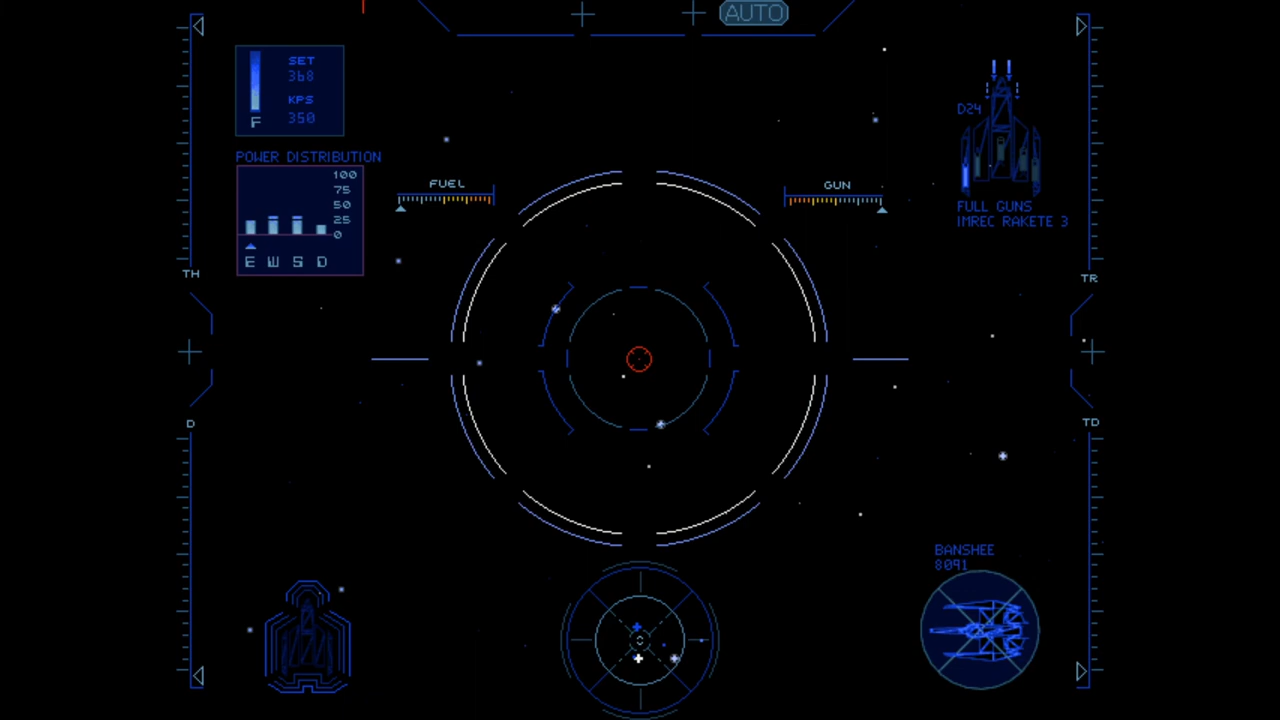 AUTO
SET
368
KPS
350
F
POWER DISTRIBUTION
100
75
50
25
0
E W S D
FUEL
GUN
D24
FULL GUNS
IMREC RAKETE 3
TH
TR
D
TD
BANSHEE
8091